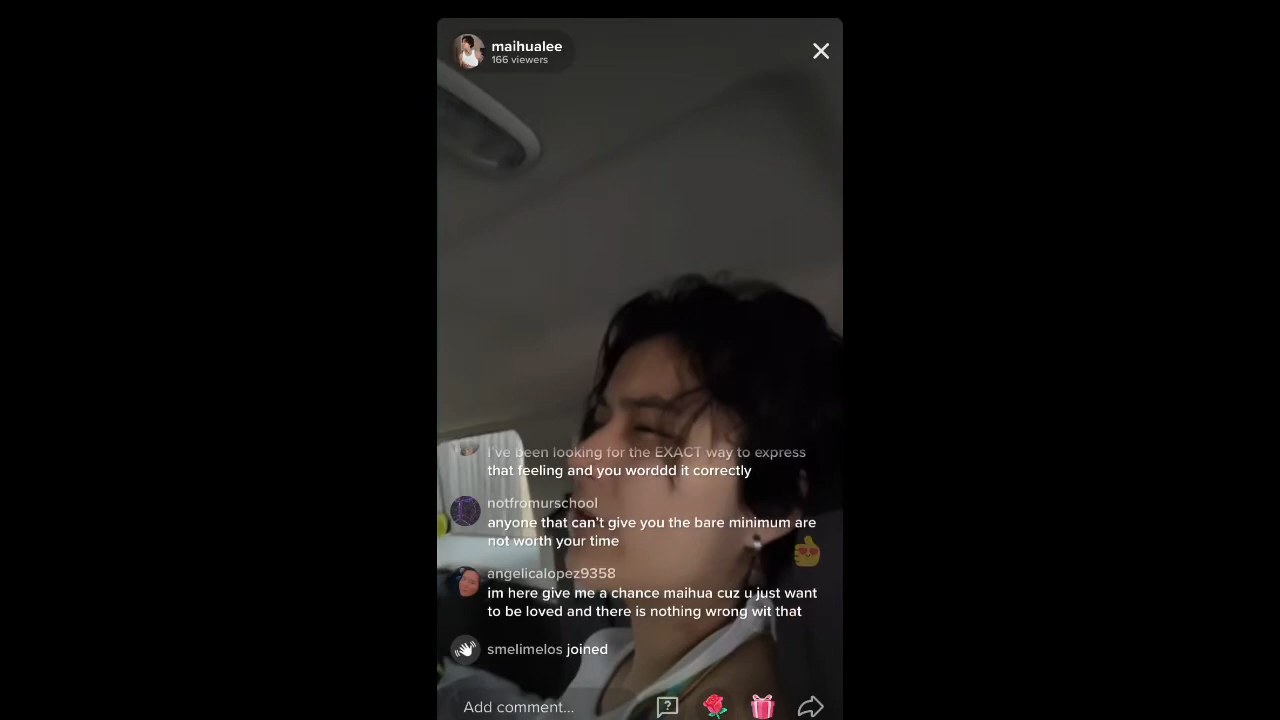 maihualee
166 viewers
I've been looking for the EXACT way to express
that feeling and you worddd it correctly
notfromurschool
anyone that can't give you the bare minimum are
not worth your time
angelicalopez9358
im here give me a chance maihua cuz u just want
to be loved and there is nothing wrong wit that
smelimelos joined
Add comment...
?